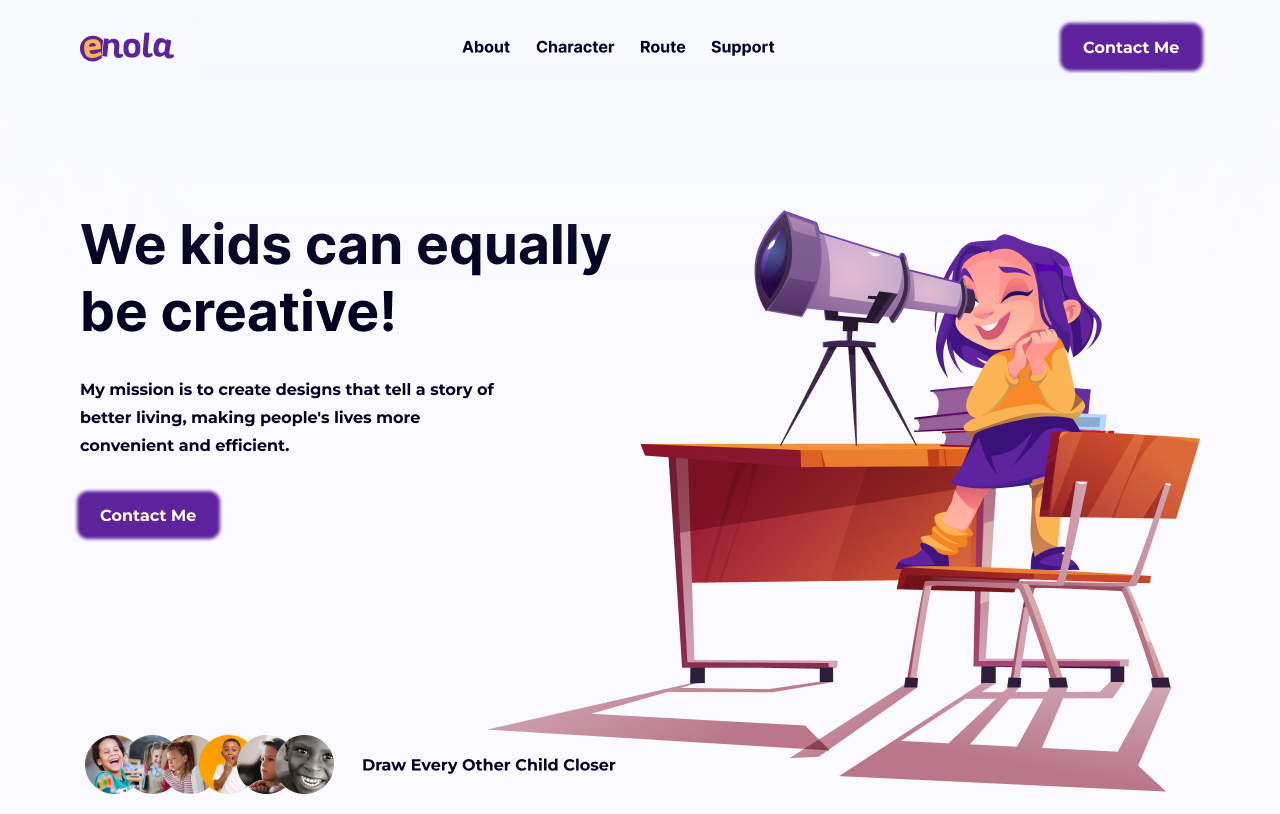 enola
About Character Route Support
Contact Me
We kids can equally
be creative!
My mission is to create designs that tell a story of
better living, making people's lives more
convenient and efficient.
Contact Me
Draw Every Other Child Closer